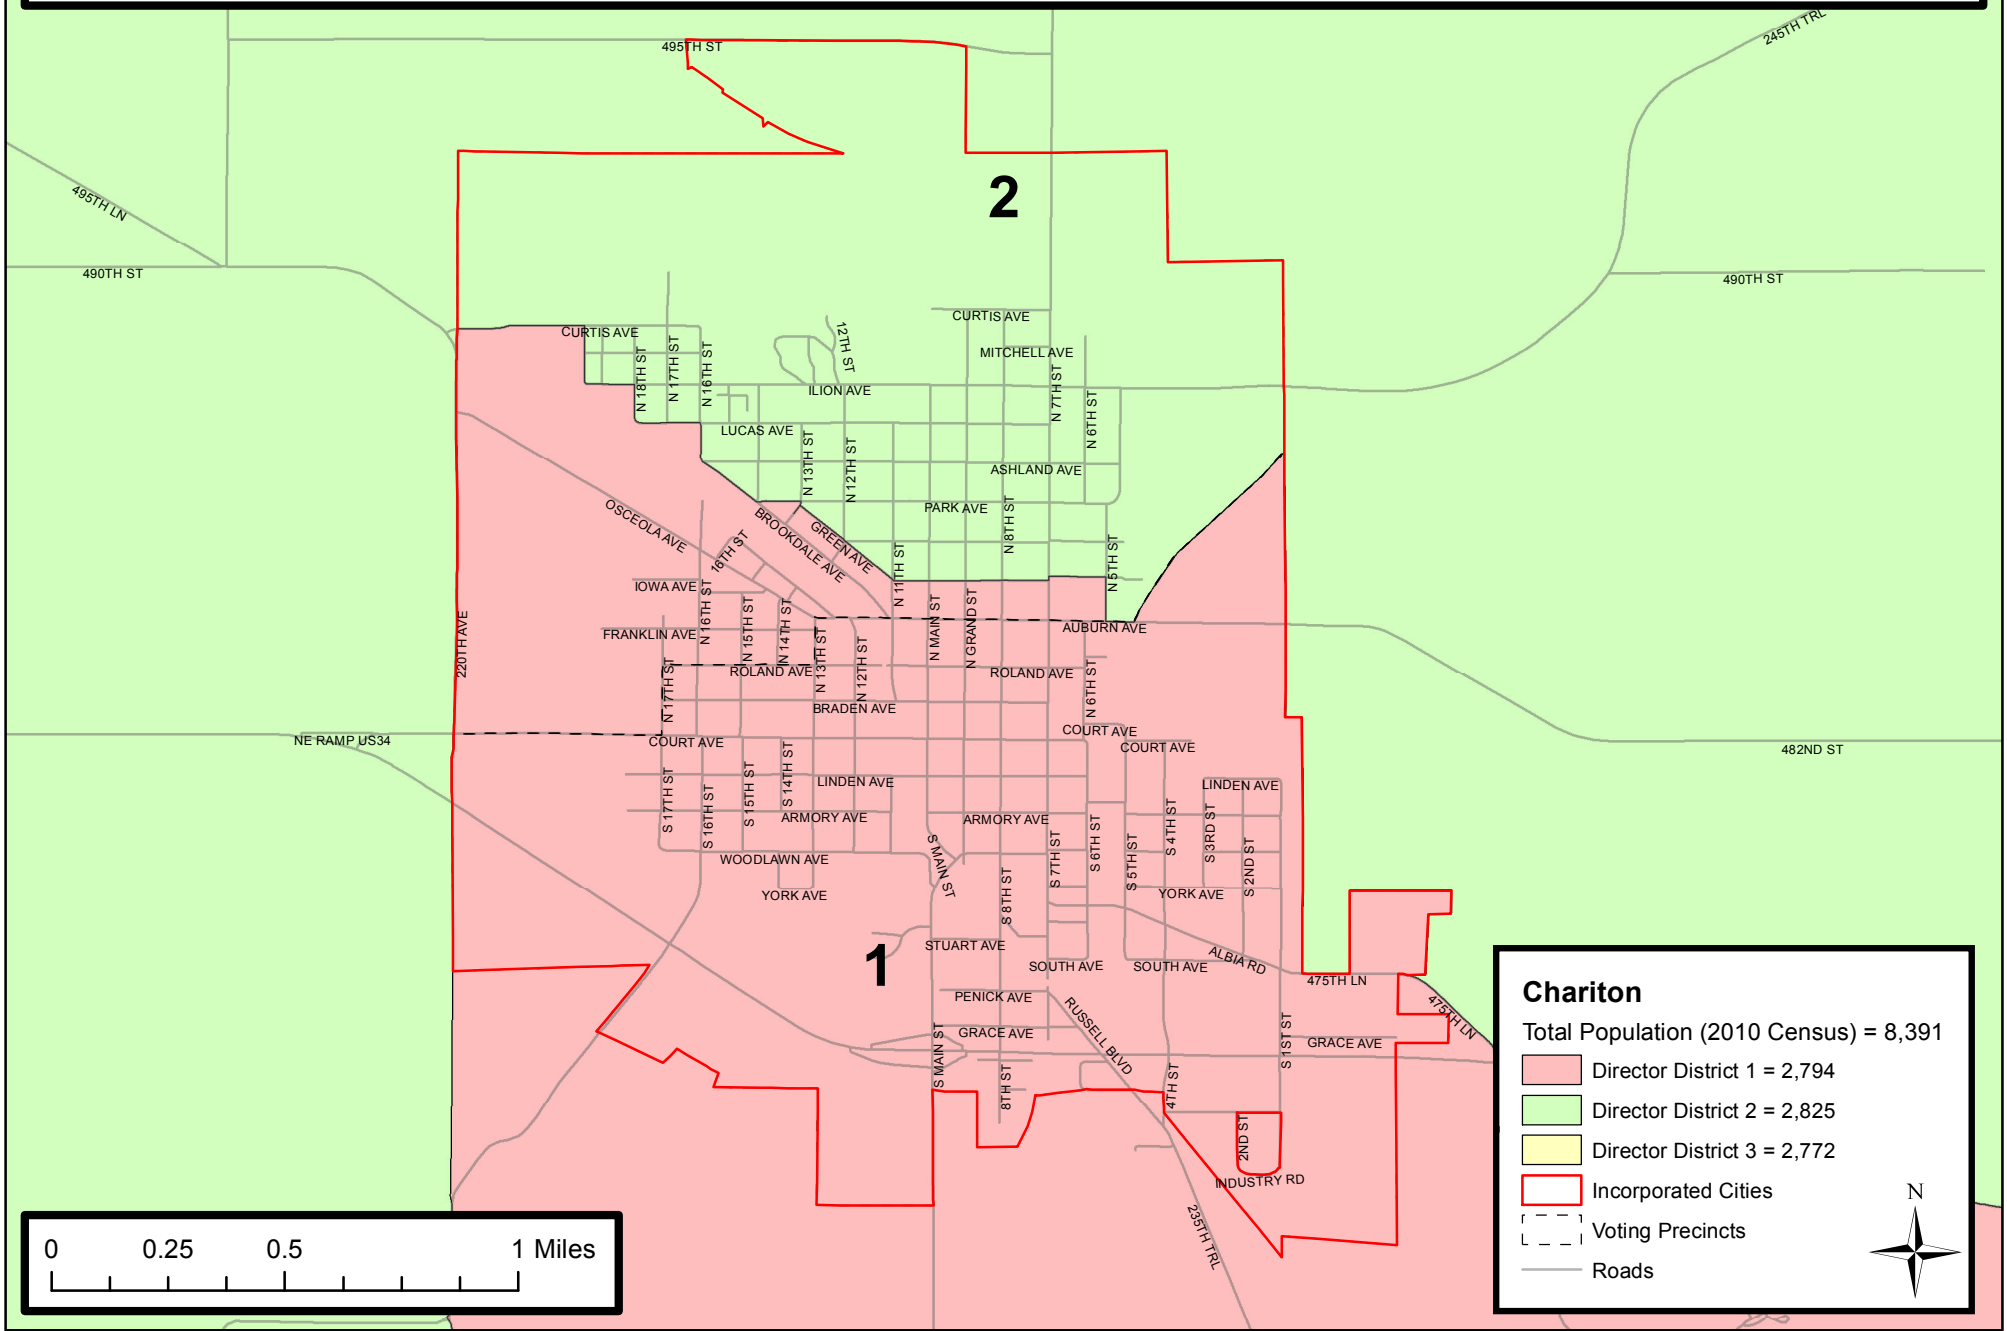 495TH ST
245TH TRL
495TH LN
2
490TH ST
490TH ST
CURTIS AVE
CURTIS AVE
12TH ST
MITCHELL AVE
N 18TH ST
N 17TH ST
N 16TH ST
ILION AVE
N 7TH ST
N 6TH ST
LUCAS AVE
N 13TH ST
N 12TH ST
ASHLAND AVE
OSCEOLA AVE
BROOKDALE AVE
GREEN AVE
PARK AVE
N 8TH ST
16TH ST
N 11TH ST
N 5TH ST
IOWA AVE
220TH AVE
FRANKLIN AVE
N 16TH ST
N 15TH ST
N 14TH ST
N 13TH ST
N 12TH ST
N MAIN ST
N GRAND ST
AUBURN AVE
N 17TH ST
ROLAND AVE
ROLAND AVE
N 6TH ST
BRADEN AVE
NE RAMP US34
COURT AVE
COURT AVE
COURT AVE
482ND ST
S 17TH ST
S 16TH ST
S 15TH ST
S 14TH ST
LINDEN AVE
LINDEN AVE
ARMORY AVE
ARMORY AVE
S 7TH ST
S 6TH ST
S 5TH ST
S 4TH ST
S 3RD ST
S 2ND ST
WOODLAWN AVE
S MAIN ST
YORK AVE
YORK AVE
S 8TH ST
1
STUART AVE
SOUTH AVE
SOUTH AVE
ALBIA RD
475TH LN
475TH LN
PENICK AVE
RUSSELL BLVD
GRACE AVE
S MAIN ST
S 1ST ST
GRACE AVE
8TH ST
4TH ST
2ND ST
INDUSTRY RD
235TH TRL
Chariton
Total Population (2010 Census) = 8,391
Director District 1 = 2,794
Director District 2 = 2,825
Director District 3 = 2,772
Incorporated Cities
Voting Precincts
Roads
N
0 0.25 0.5 1 Miles